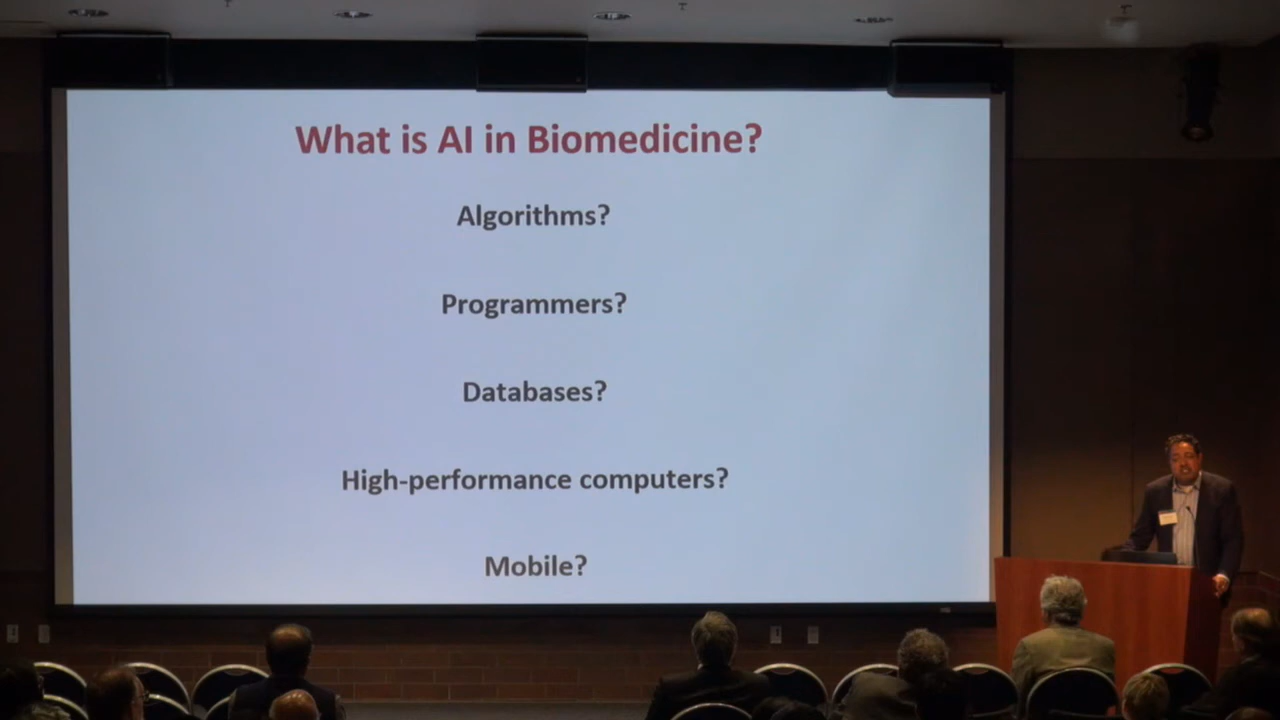 What is AI in Biomedicine?
Algorithms?
Programmers?
Databases?
High-performance computers?
Mobile?